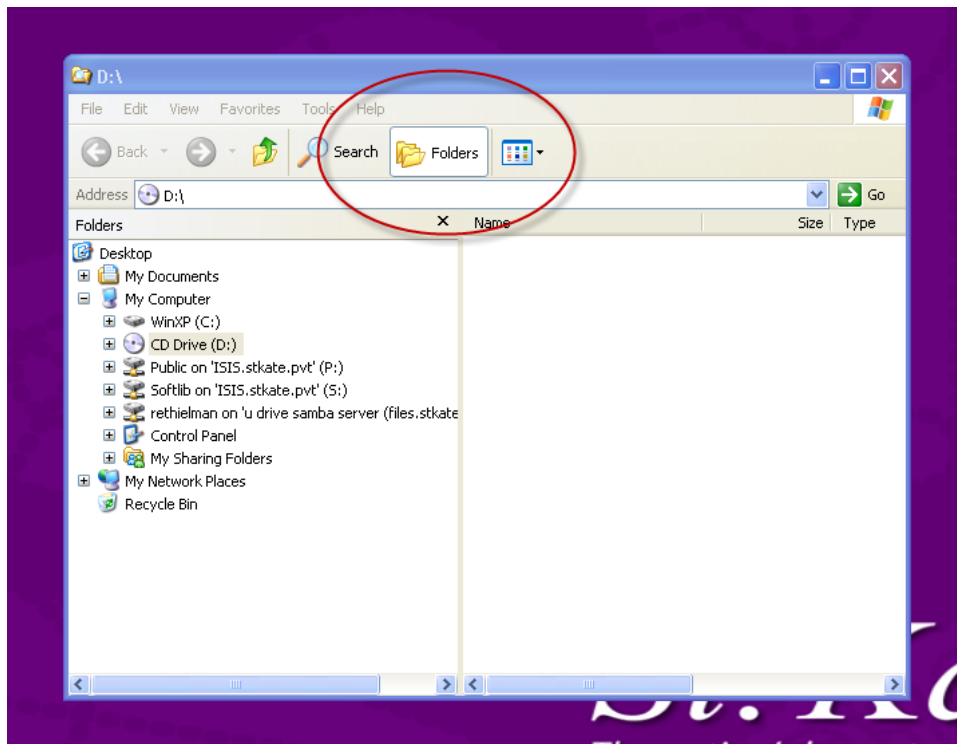 D:\
File Edit View Favorites Tools Help
Back Search Folders
Address D:\ Go
Folders Name Size Type
Desktop
My Documents
My Computer
WinXP (C:)
CD Drive (D:)
Public on 'ISIS.stkate.pvt' (P:)
Softlib on 'ISIS.stkate.pvt' (S:)
rethielman on 'u drive samba server (files.stkate
Control Panel
My Sharing Folders
My Network Places
Recycle Bin
St.